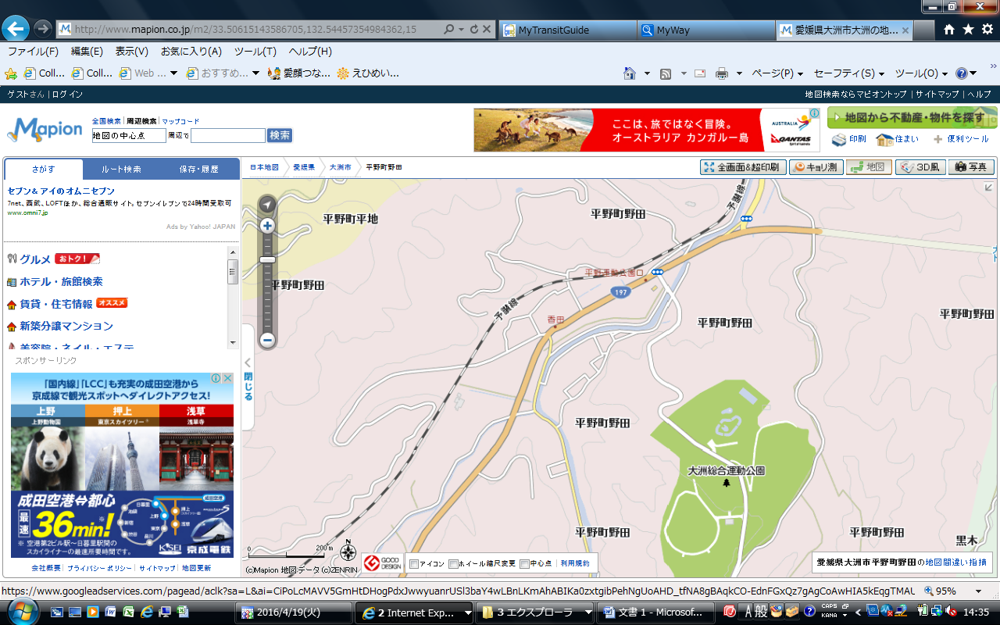 http://www.mapion.co.jp/m2/33.50615143586705,132.54457354984362,15
MyTransitGuide
MyWay
愛媛県大洲市大洲の地...
ファイル(F) 編集(E) 表示(V) お気に入り(A) ツール(T) ヘルプ(H)
Coll... Coll... Web ... おすすめ... 愛顔つな... えひめい...
ページ(P) セーフティ(S) ツール(O)
ゲストさん | ログイン
地図検索ならマピオントップ | サイトマップ | ヘルプ
Mapion
全国検索 | 周辺検索 | マップコード
地図の中心点 周辺で 検索
ここは、旅ではなく冒険。
オーストラリア カンガルー島
AUSTRALIA
QANTAS
地図から不動産・物件を探す
印刷 住まい 便利ツール
さがす ルート検索 保存・履歴
日本地図 愛媛県 大洲市 平野町野田
全画面&超印刷 キョリ測 地図 3D風 写真
セブン&アイのオムニセブン
7net、西武、LOFTほか、総合通販サイト。セブンイレブンで24時間受取可
www.omni7.jp
Ads by Yahoo! JAPAN
グルメ おトク!
ホテル・旅館検索
賃貸・住宅情報 オススメ
新築分譲マンション
美容院・ネイル・エステ
スポンサーリンク
「国内線」「LCC」も充実の成田空港から
京成線で観光スポットへダイレクトアクセス!
上野 押上 浅草
上野動物園 東京スカイツリー® 浅草寺
成田空港⇔都心
最速 36min!※
※ 空港第2ビル駅〜日暮里駅間の
スカイライナーの最速所要時間です。
成田空港
日暮里
池袋
新宿
渋谷
品川
東京
上野
押上
浅草
KSEI 京成電鉄
会社概要 | プライバシーポリシー | サイトマップ | 地図更新
閉じる
平野町平地
平野町野田
予讃線
平野町野田
平野運動公園口
197
予讃線
香田
平野町野田
平野町野田
平野町野田
大洲総合運動公園
平野町野田
平野町野田
黒木
0 200m
N
(c)Mapion 地図データ (c)ZENRIN
GOOD DESIGN
アイコン ホイール縮尺変更 中心点 | 利用規約
愛媛県大洲市平野町野田の地図間違い指摘
95%
2016/4/19(火)
2 Internet Exp...
3 エクスプローラ
文書 1 - Microsof...
A 般
CAPS
KANA
14:35